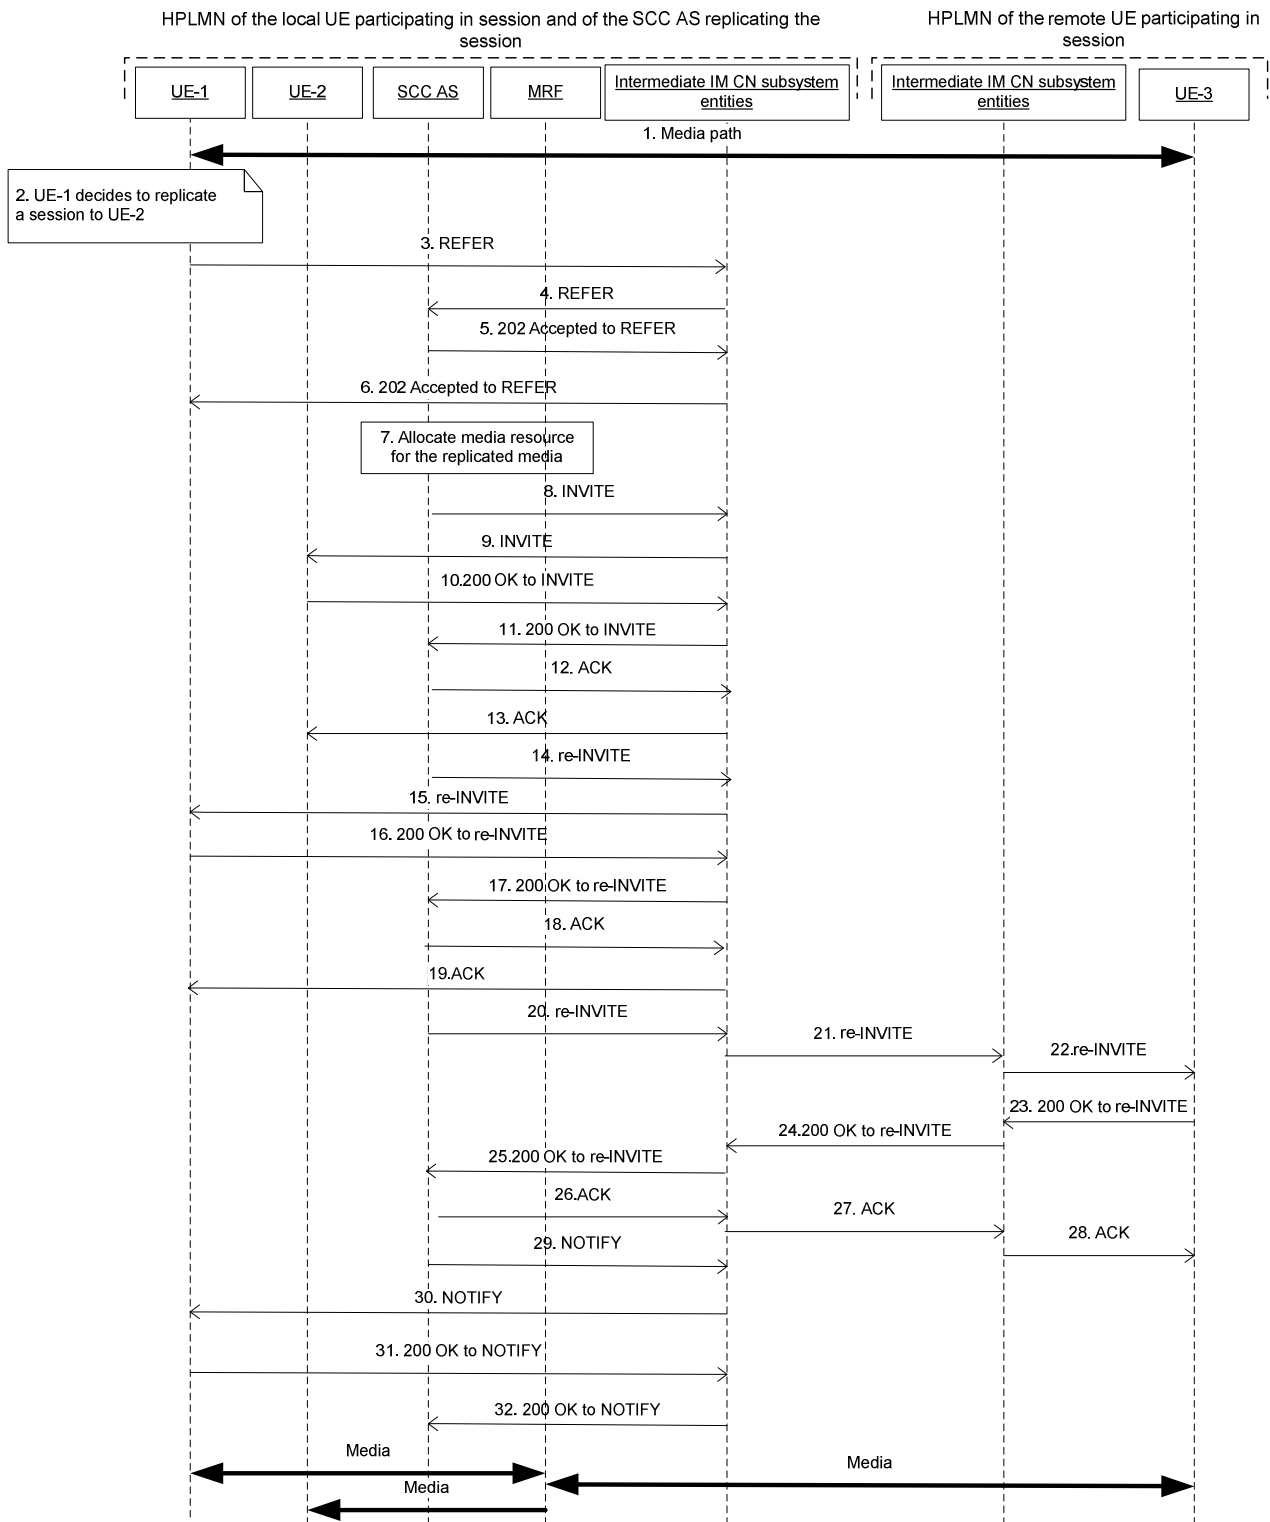 HPLMN of the local UE participating in session and of the SCC AS replicating the
session
HPLMN of the remote UE participating in
session
UE-1
UE-2
SCC AS
MRF
Intermediate IM CN subsystem
entities
Intermediate IM CN subsystem
entities
UE-3
1. Media path
2. UE-1 decides to replicate
a session to UE-2
3. REFER
4. REFER
5. 202 Accepted to REFER
6. 202 Accepted to REFER
7. Allocate media resource
for the replicated media
8. INVITE
9. INVITE
10.200 OK to INVITE
11. 200 OK to INVITE
12. ACK
13. ACK
14. re-INVITE
15. re-INVITE
16. 200 OK to re-INVITE
17. 200 OK to re-INVITE
18. ACK
19.ACK
20. re-INVITE
21. re-INVITE
22.re-INVITE
23. 200 OK to re-INVITE
24.200 OK to re-INVITE
25.200 OK to re-INVITE
26.ACK
27. ACK
28. ACK
29. NOTIFY
30. NOTIFY
31. 200 OK to NOTIFY
32. 200 OK to NOTIFY
Media
Media
Media